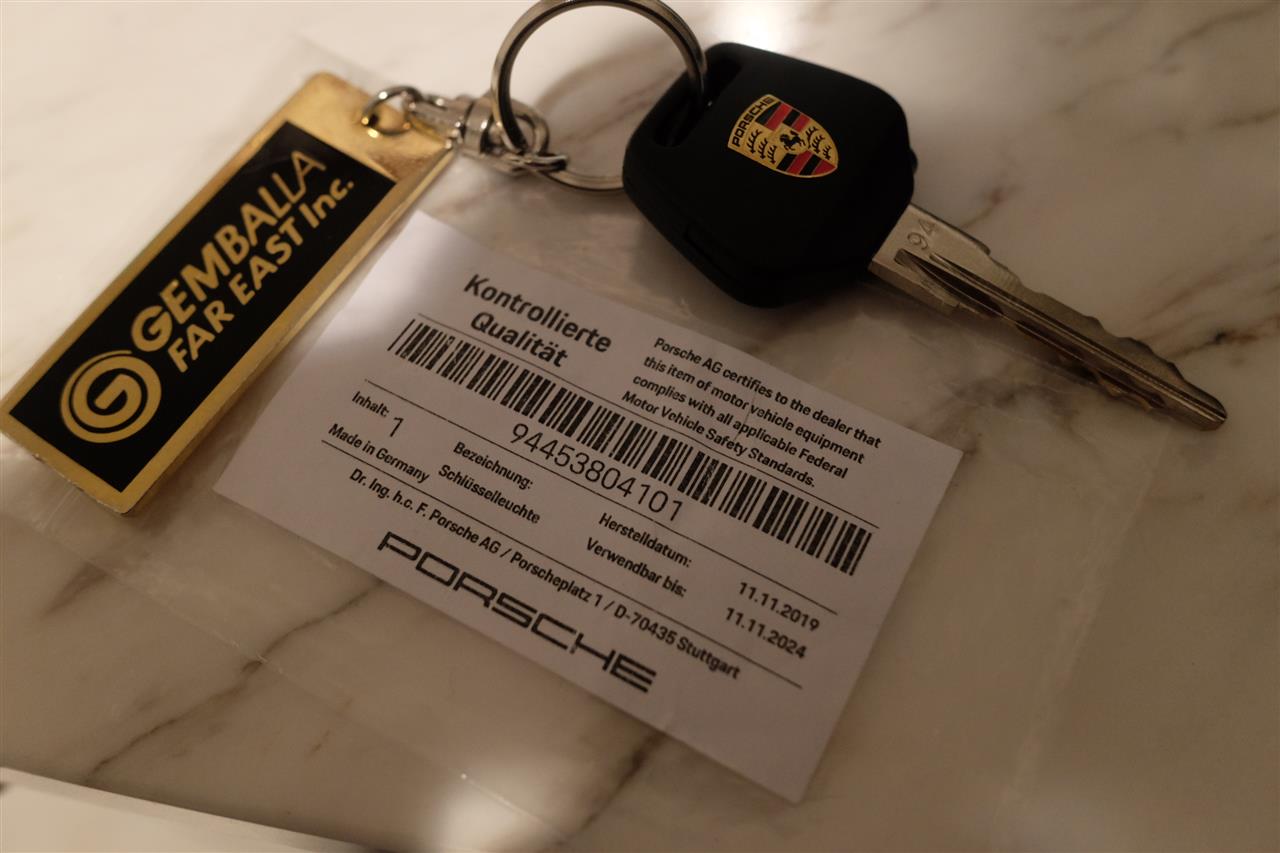 GEMBALLA
FAR EAST Inc.
G
PORSCHE
94
Kontrollierte
Qualität
Porsche AG certifies to the dealer that
this item of motor vehicle equipment
complies with all applicable Federal
Motor Vehicle Safety Standards.
94453804101
Inhalt:
1
Bezeichnung:
Herstelldatum:
11.11.2019
Made in Germany
Schlüsselleuchte
Verwendbar bis:
11.11.2024
Dr. Ing. h.c. F. Porsche AG / Porscheplatz 1 / D-70435 Stuttgart
PORSCHE